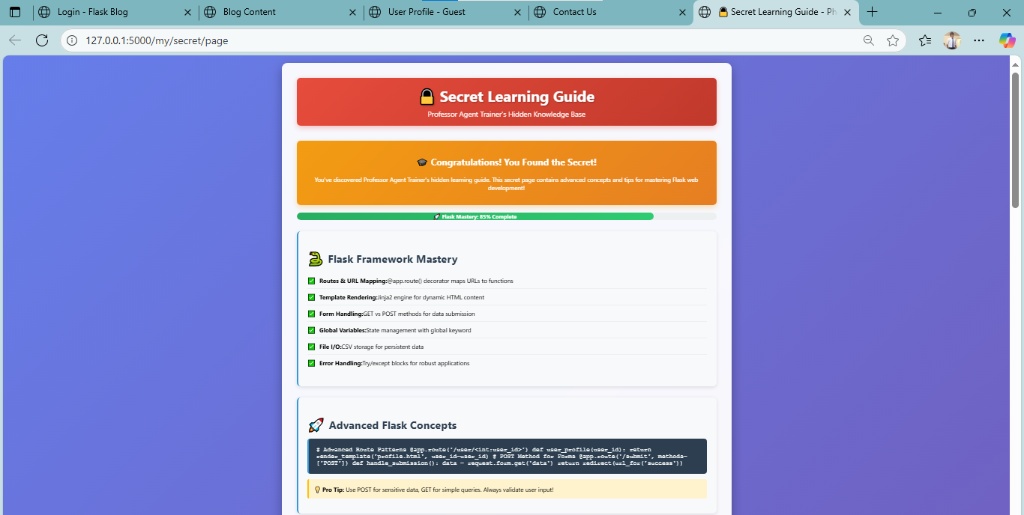 Login - Flask Blog
Blog Content
User Profile - Guest
Contact Us
Secret Learning Guide - Ph
127.0.0.1:5000/my/secret/page
Secret Learning Guide
Professor Agent Trainer's Hidden Knowledge Base
Congratulations! You Found the Secret!
You've discovered Professor Agent Trainer's hidden learning guide. This secret page contains advanced concepts and tips for mastering Flask web
development!
Flask Mastery: 85% Complete
Flask Framework Mastery
Routes & URL Mapping:@app.route() decorator maps URLs to functions
Template Rendering:Jinja2 engine for dynamic HTML content
Form Handling:GET vs POST methods for data submission
Global Variables:State management with global keyword
File I/O:CSV storage for persistent data
Error Handling:Try/except blocks for robust applications
Advanced Flask Concepts
# Advanced Route Patterns @app.route('/user/<int:user_id>') def user_profile(user_id): return
render_template('profile.html', user_id=user_id) # POST Method for Forms @app.route('/submit', methods=
['POST']) def handle_submission(): data = request.form.get('data') return redirect(url_for('success'))
Pro Tip: Use POST for sensitive data, GET for simple queries. Always validate user input!